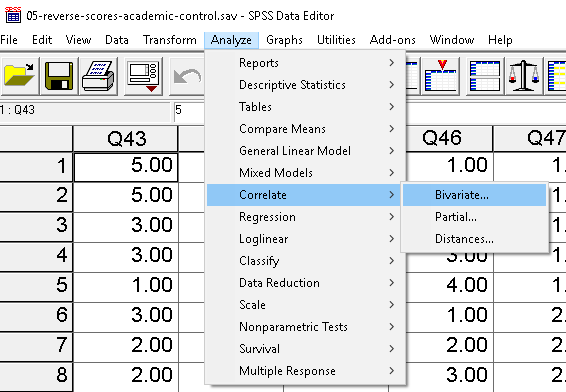 05-reverse-scores-academic-control.sav - SPSS Data Editor
File Edit View Data Transform Analyze Graphs Utilities Add-ons Window Help
1 : Q43 5
Q43 Q46 Q47
1 5.00 1.00 1.
2 5.00
3 3.00
4 3.00 3.00 1.
5 1.00 4.00 1.
6 3.00 1.00 2.
7 2.00 2.00 2.
8 2.00 3.00 2.
Reports
Descriptive Statistics
Tables
Compare Means
General Linear Model
Mixed Models
Correlate
Regression
Loglinear
Classify
Data Reduction
Scale
Nonparametric Tests
Survival
Multiple Response
Bivariate...
Partial...
Distances...